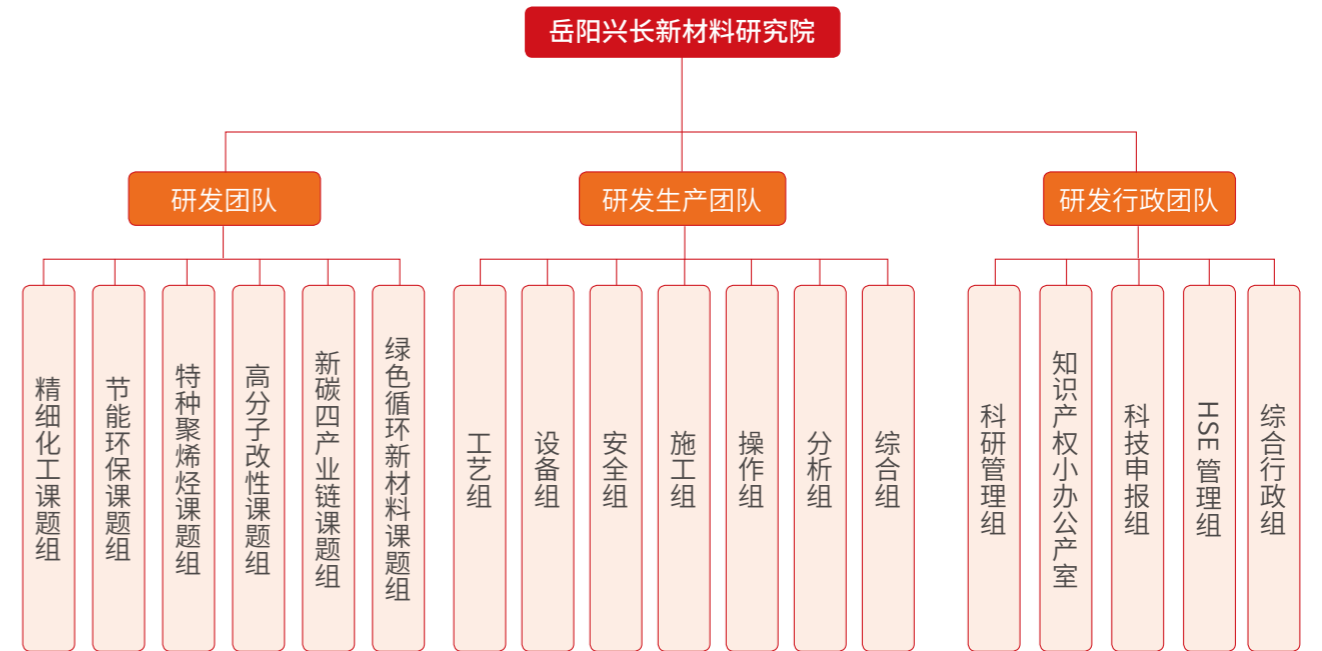 岳阳兴长新材料研究院
研发团队
研发生产团队
研发行政团队
精细化工课题组
节能环保课题组
特种聚烯烃课题组
高分子改性课题组
新碳四产业链课题组
绿色循环新材料课题组
工艺组
设备组
安全组
施工组
操作组
分析组
综合组
科研管理组
知识产权小办公产室
科技申报组
HSE 管理组
综合行政组